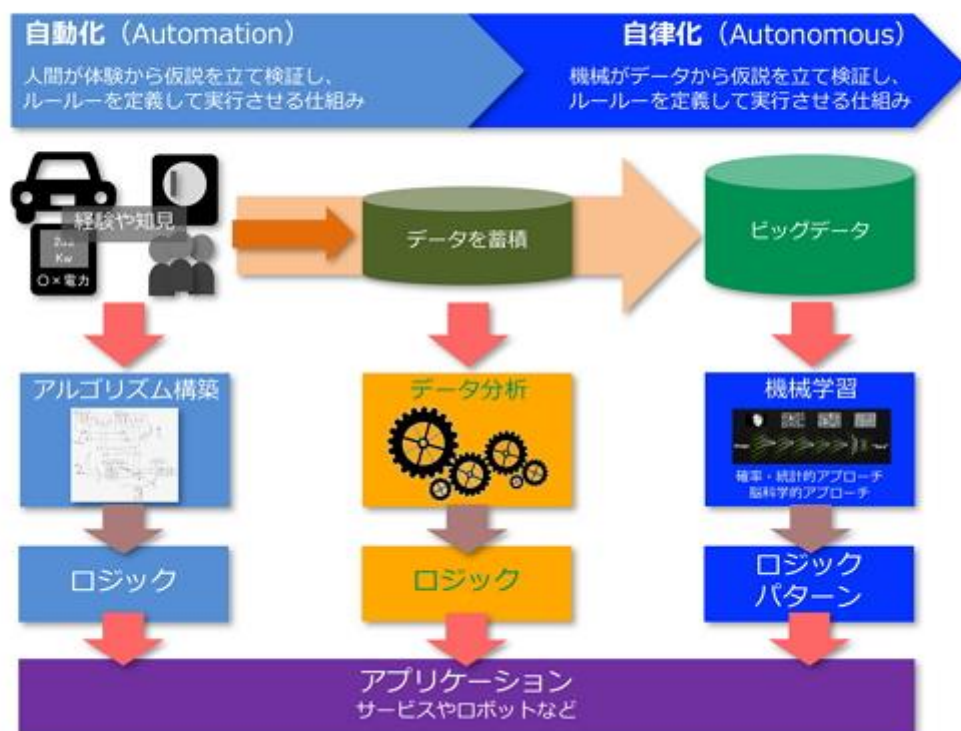 自動化（Automation）
人間が体験から仮説を立て検証し、
ルールーを定義して実行させる仕組み
自律化（Autonomous）
機械がデータから仮説を立て検証し、
ルールーを定義して実行させる仕組み
経験や知見
Kw
〇×電力
データを蓄積
ビッグデータ
アルゴリズム構築
データ分析
機械学習
確率・統計的アプローチ
脳科学的アプローチ
ロジック
ロジック
ロジック
パターン
アプリケーション
サービスやロボットなど